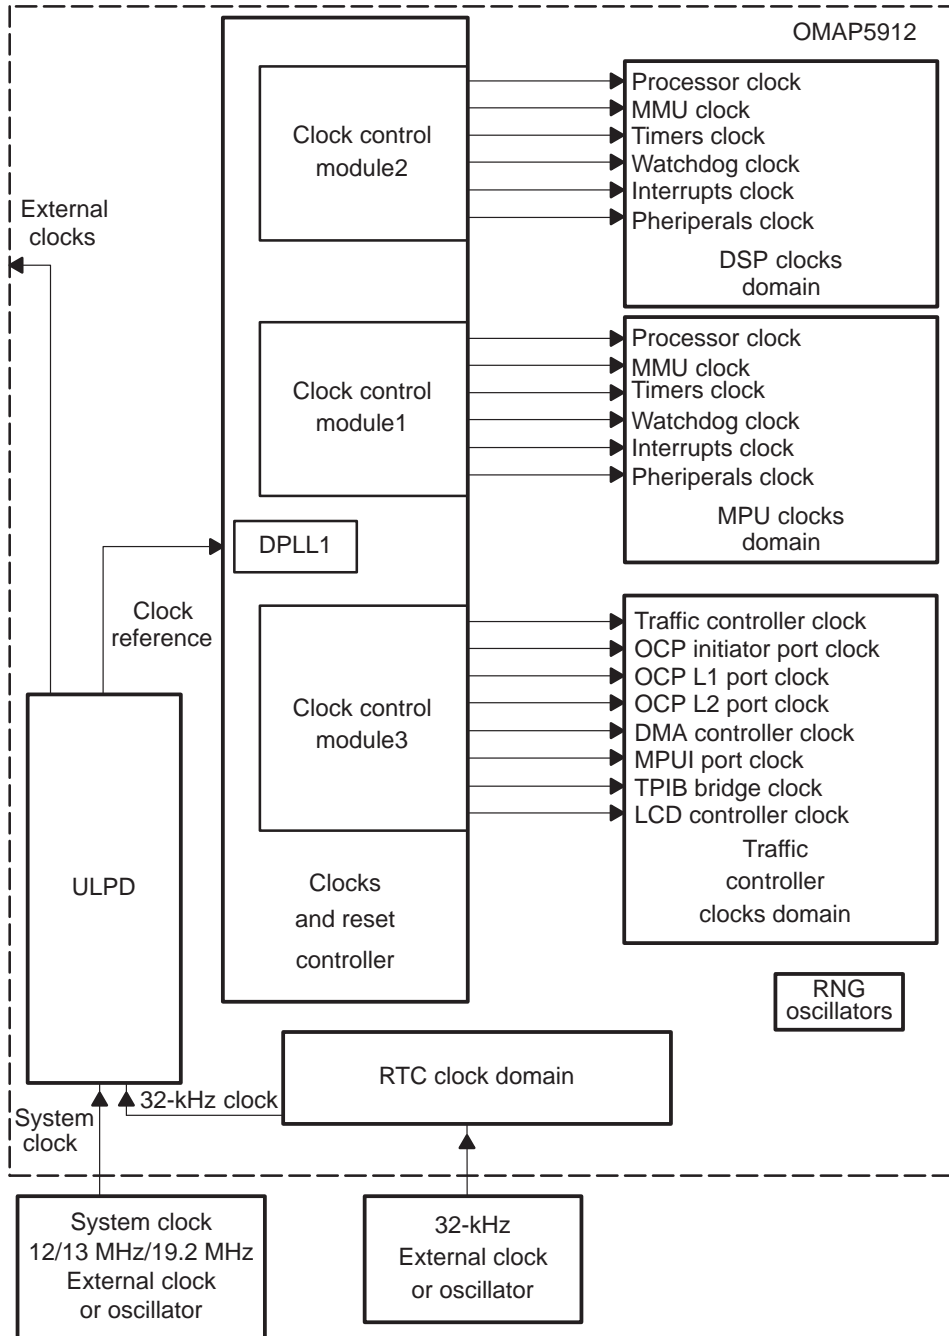 OMAP5912
Clock control
module2
Processor clock
MMU clock
Timers clock
Watchdog clock
Interrupts clock
Pheriperals clock
DSP clocks
domain
External
clocks
Clock control
module1
Processor clock
MMU clock
Timers clock
Watchdog clock
Interrupts clock
Pheriperals clock
MPU clocks
domain
DPLL1
Clock
reference
Clock control
module3
Traffic controller clock
OCP initiator port clock
OCP L1 port clock
OCP L2 port clock
DMA controller clock
MPUI port clock
TPIB bridge clock
LCD controller clock
Traffic
controller
clocks domain
ULPD
Clocks
and reset
controller
RNG
oscillators
RTC clock domain
32-kHz clock
System
clock
System clock
12/13 MHz/19.2 MHz
External clock
or oscillator
32-kHz
External clock
or oscillator